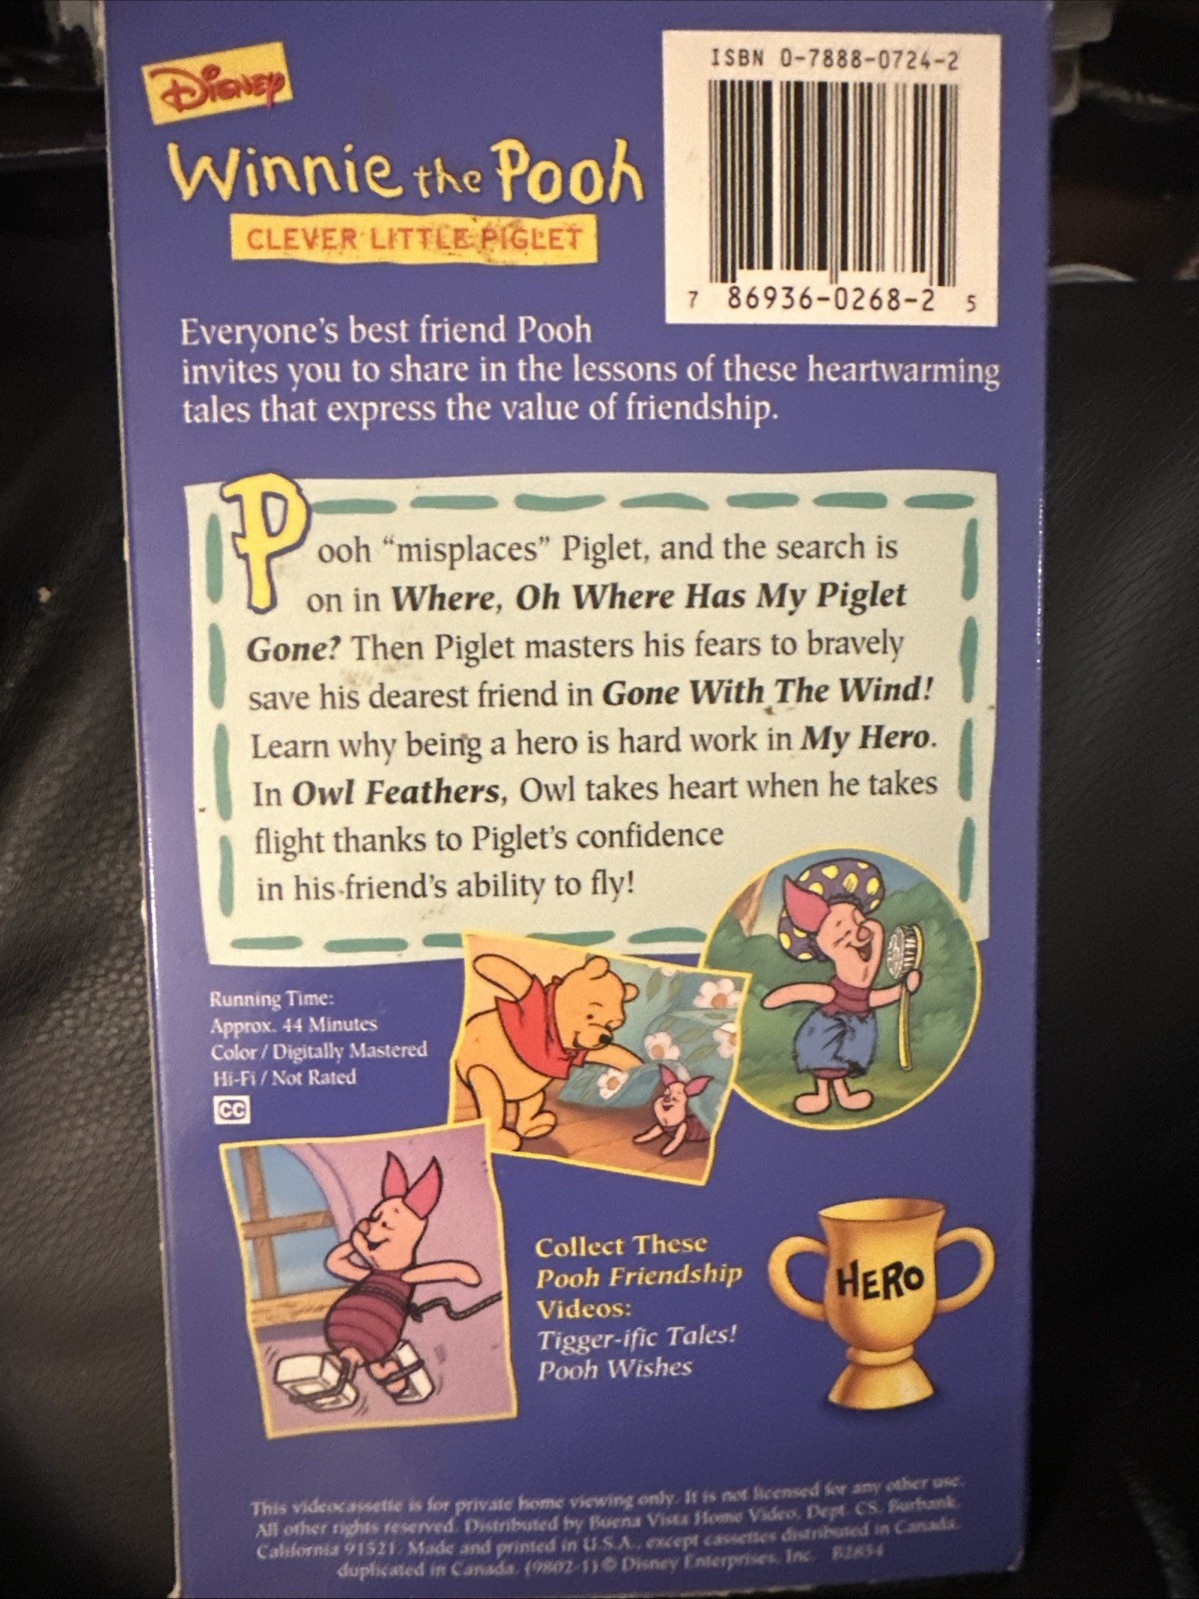 Disney
Winnie the Pooh
CLEVER LITTLE PIGLET
ISBN 0-7888-0724-2
7 86936-0268-2 5
Everyone's best friend Pooh
invites you to share in the lessons of these heartwarming
tales that express the value of friendship.
Pooh “misplaces” Piglet, and the search is
on in Where, Oh Where Has My Piglet
Gone? Then Piglet masters his fears to bravely
save his dearest friend in Gone With The Wind!
Learn why being a hero is hard work in My Hero.
In Owl Feathers, Owl takes heart when he takes
flight thanks to Piglet's confidence
in his friend's ability to fly!
Running Time:
Approx. 44 Minutes
Color / Digitally Mastered
Hi-Fi / Not Rated
CC
Collect These
Pooh Friendship
Videos:
Tigger-ific Tales!
Pooh Wishes
HERO
This videocassette is for private home viewing only. It is not licensed for any other use.
All other rights reserved. Distributed by Buena Vista Home Video, Dept. CS, Burbank,
California 91521. Made and printed in U.S.A., except cassettes distributed in Canada,
duplicated in Canada. (9802-1) © Disney Enterprises, Inc. B2834